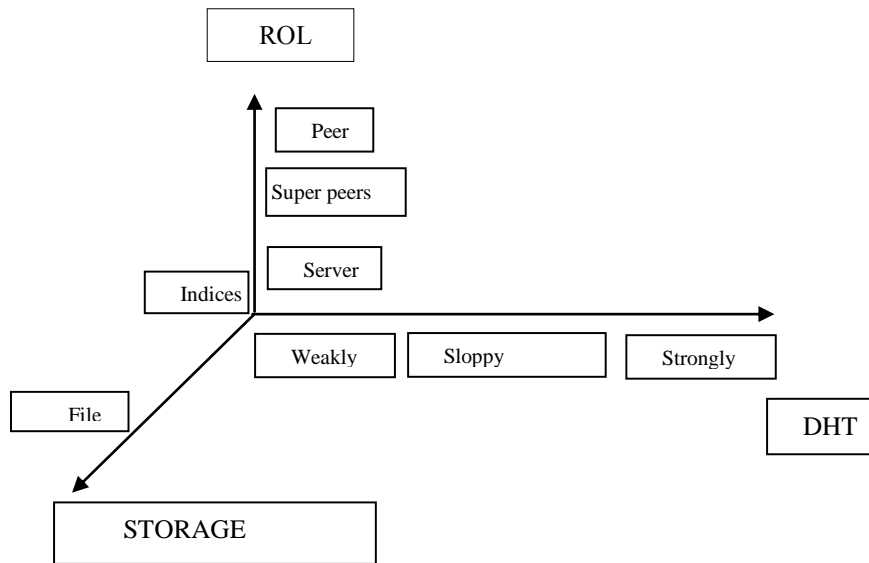 ROL
Peer
Super peers
Server
Indices
Weakly
Sloppy
Strongly
File
DHT
STORAGE